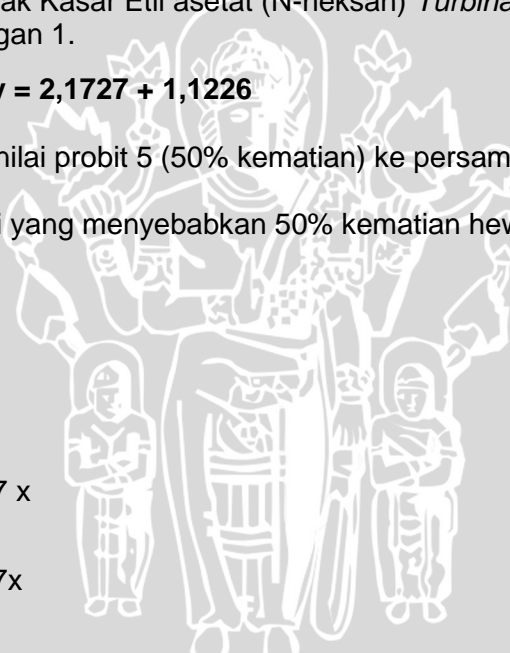 ak Kasar Etil asetat (N-heksan) Turbina
gan 1.
y = 2,1727 + 1,1226
nilai probit 5 (50% kematian) ke persam
i yang menyebabkan 50% kematian hew
7 x
7x